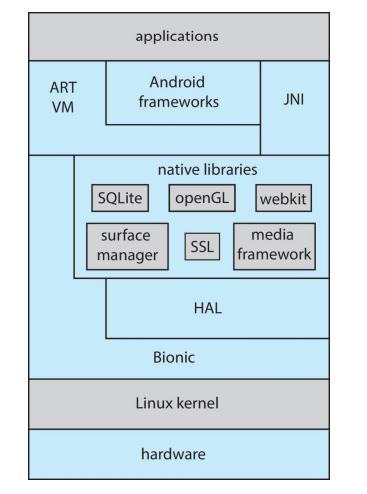 applications
ART
VM
Android
frameworks
JNI
native libraries
SQLite
openGL
webkit
surface
manager
SSL
media
framework
HAL
Bionic
Linux kernel
hardware